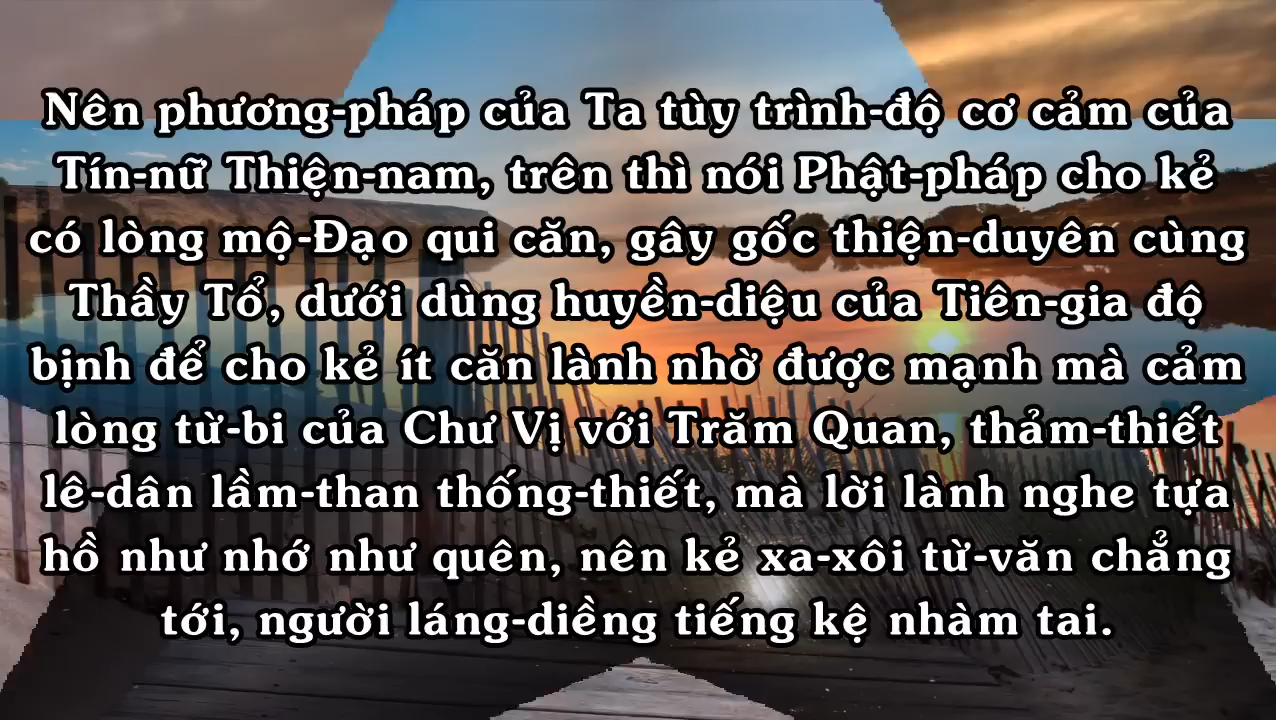 Nên phương-pháp của Ta tùy trình-độ cơ cảm của
Tín-nữ Thiện-nam, trên thì nói Phật-pháp cho kẻ
có lòng mộ-Đạo qui căn, gây gốc thiện-duyên cùng
Thầy Tổ, dưới dùng huyền-diệu của Tiên-gia độ
bịnh để cho kẻ ít căn lành nhờ được mạnh mà cảm
lòng từ-bi của Chư Vị với Trăm Quan, thảm-thiết
lê-dân lầm-than thống-thiết, mà lời lành nghe tựa
hồ như nhớ như quên, nên kẻ xa-xôi từ-văn chẳng
tới, người láng-diềng tiếng kệ nhàm tai.